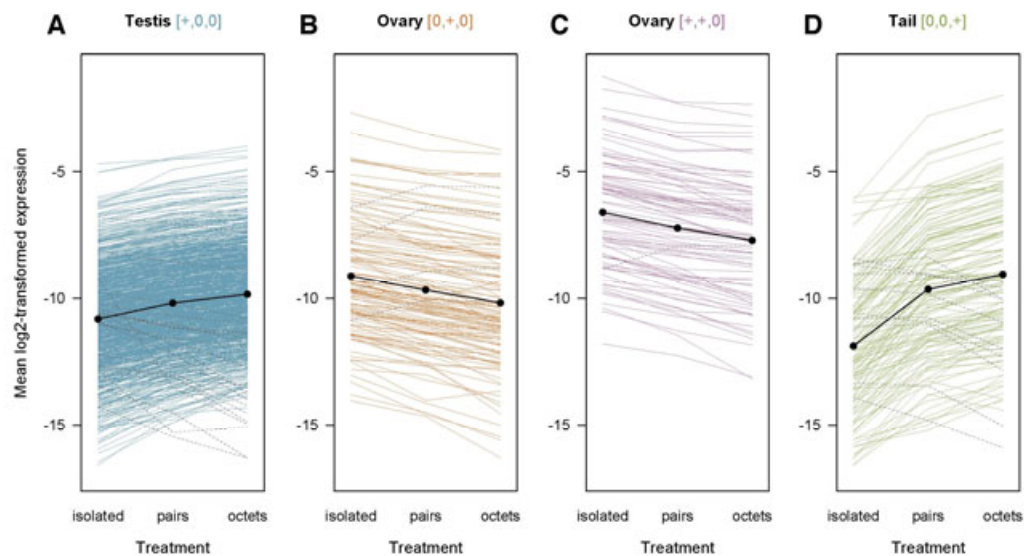 A Testis [+,0,0]
B Ovary [0,+,0]
C Ovary [+,+,0]
D Tail [0,0,+]
Mean log2-transformed expression
-5
-10
-15
isolated pairs octets
Treatment
-5
-10
-15
isolated pairs octets
Treatment
-5
-10
-15
isolated pairs octets
Treatment
-5
-10
-15
isolated pairs octets
Treatment